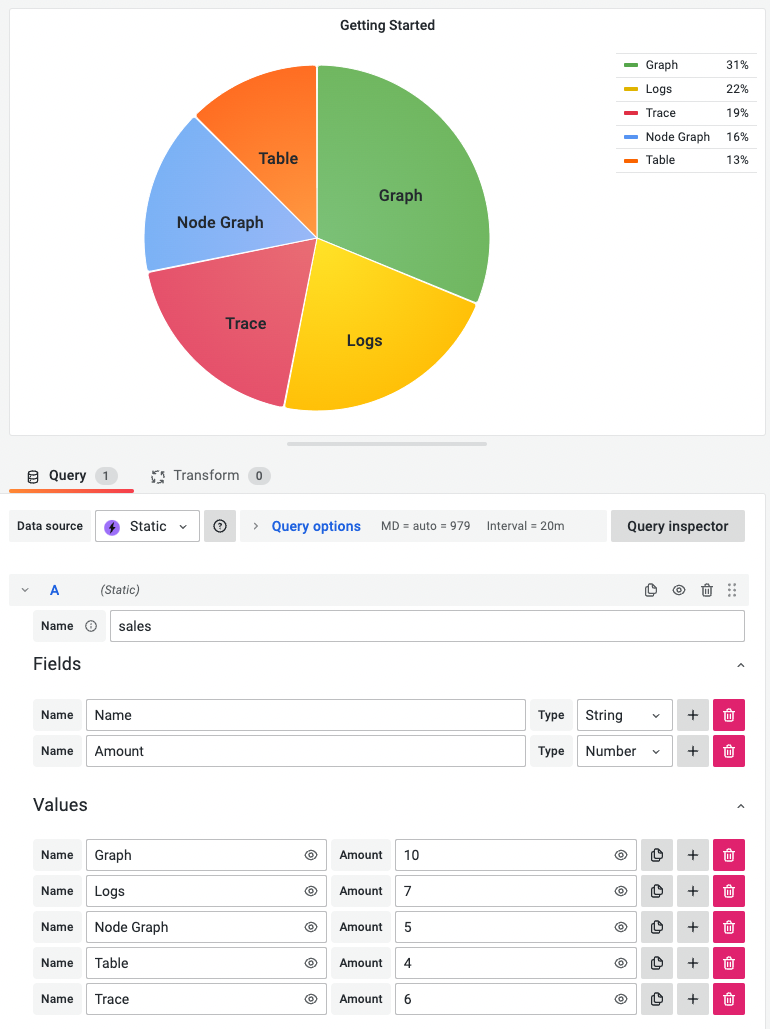 Getting Started
Graph 31%
Logs 22%
Trace 19%
Node Graph 16%
Table 13%
Table
Graph
Node Graph
Trace
Logs
Query 1 Transform 0
Data source Static Query options MD = auto = 979 Interval = 20m Query inspector
A (Static)
Name sales
Fields
Name Name Type String
Name Amount Type Number
Values
Name Graph Amount 10
Name Logs Amount 7
Name Node Graph Amount 5
Name Table Amount 4
Name Trace Amount 6